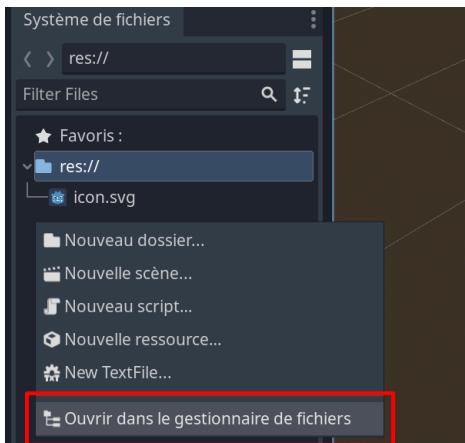 Système de fichiers
res://
Filter Files
Favoris :
res://
icon.svg
Nouveau dossier...
Nouvelle scène...
Nouveau script...
Nouvelle ressource...
TXT New TextFile...
Ouvrir dans le gestionnaire de fichiers